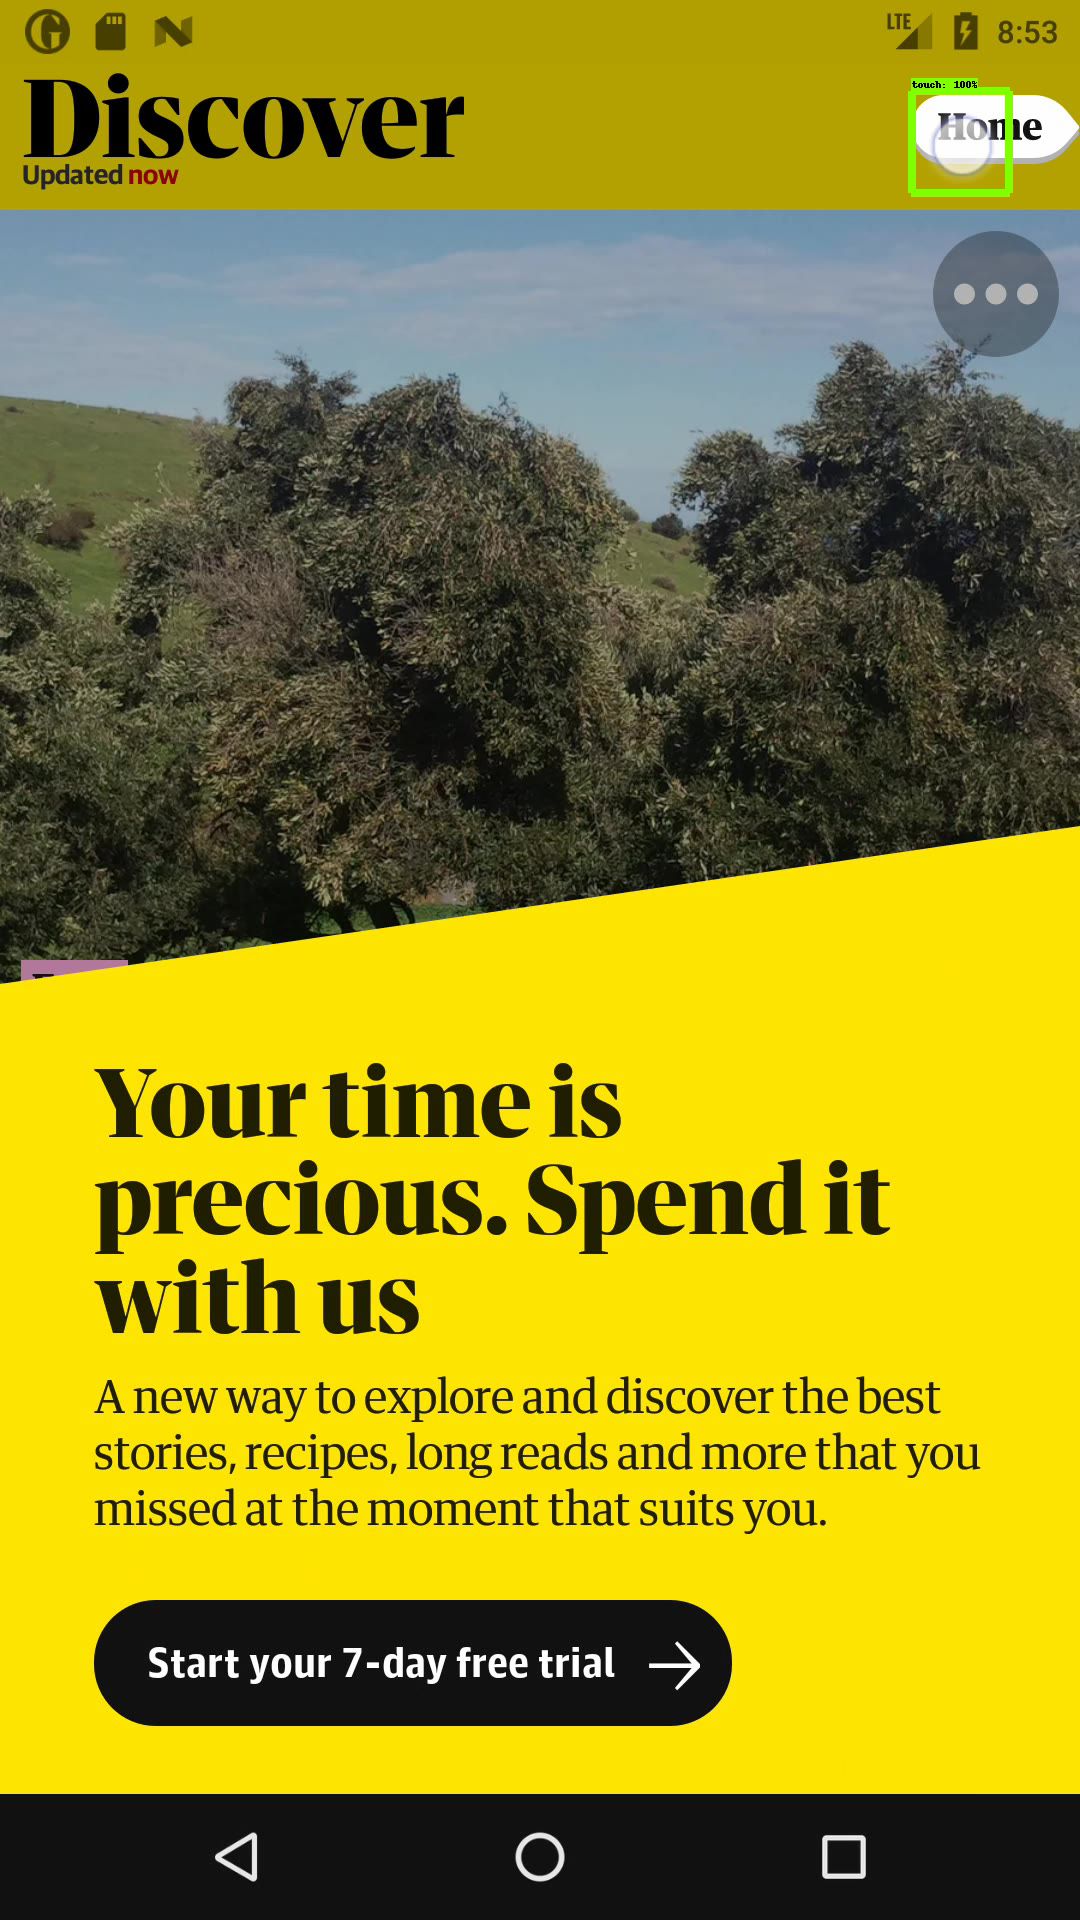 LTE 8:53
touch: 100%
Discover
Home
Updated now
Your time is
precious. Spend it
with us
A new way to explore and discover the best
stories, recipes, long reads and more that you
missed at the moment that suits you.
Start your 7-day free trial